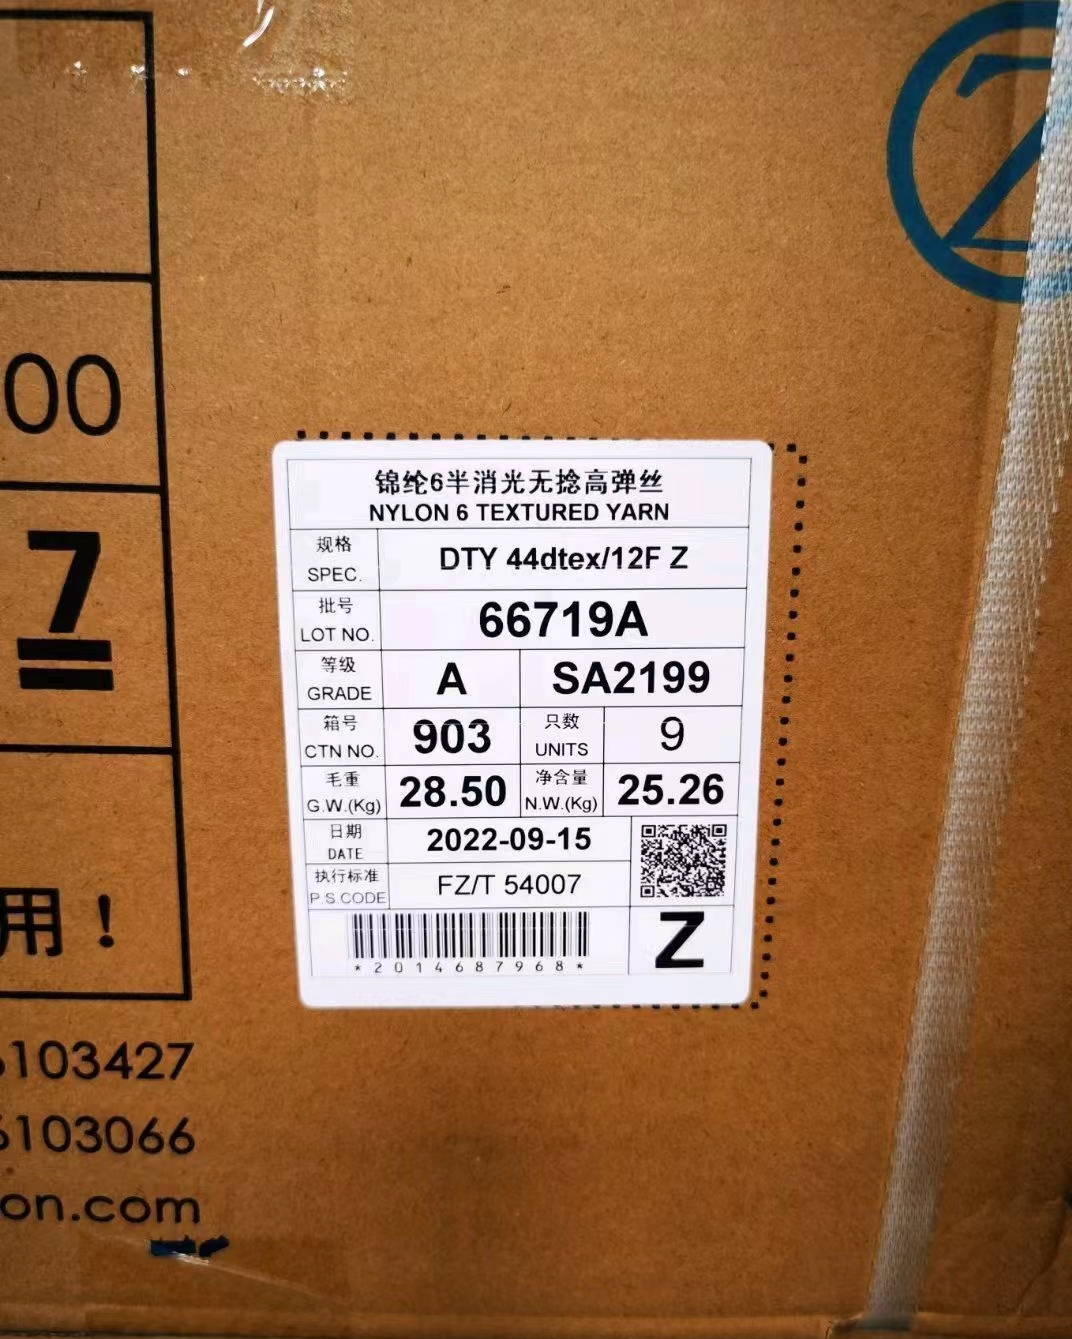 00
7
用！
6103427
6103066
on.com
Z
锦纶6半消光无捻高弹丝
NYLON 6 TEXTURED YARN
规格
SPEC.
DTY 44dtex/12F Z
批号
LOT NO.
66719A
等级
GRADE
A
SA2199
箱号
CTN NO.
903
只数
UNITS
9
毛重
G.W.(Kg)
28.50
净含量
N.W.(Kg)
25.26
日期
DATE
2022-09-15
执行标准
P.S.CODE
FZ/T 54007
*2014687968*
Z